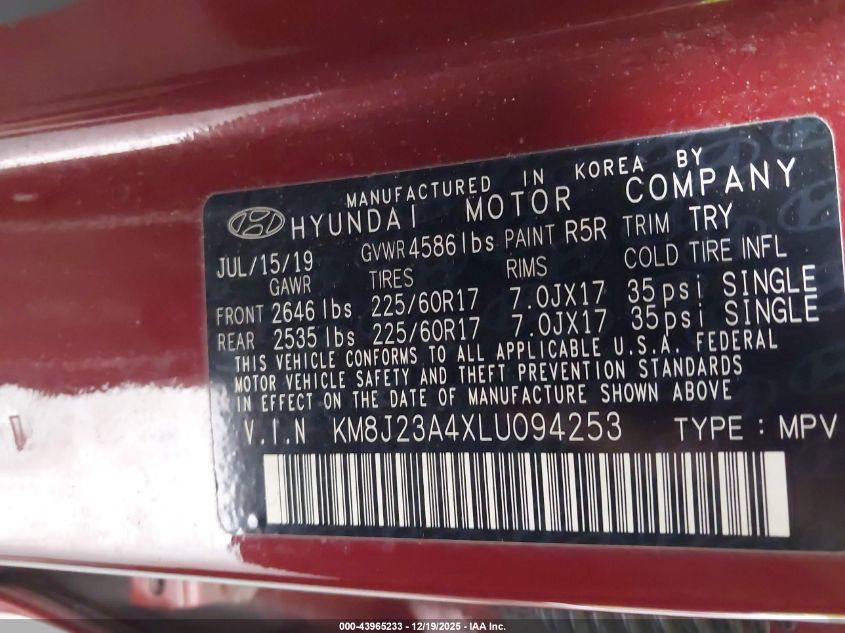 MANUFACTURED IN KOREA BY
HYUNDAI MOTOR COMPANY
JUL/15/19 GVWR 4586 lbs PAINT R5R TRIM TRY
GAWR TIRES RIMS COLD TIRE INFL
FRONT 2646 lbs 225/60R17 7.0JX17 35 psi SINGLE
REAR 2535 lbs 225/60R17 7.0JX17 35 psi SINGLE
THIS VEHICLE CONFORMS TO ALL APPLICABLE U.S.A. FEDERAL
MOTOR VEHICLE SAFETY AND THEFT PREVENTION STANDARDS
IN EFFECT ON THE DATE OF MANUFACTURE SHOWN ABOVE
V.I.N KM8J23A4XLU094253 TYPE : MPV
000-43965233 - 12/19/2025 - IAA Inc.